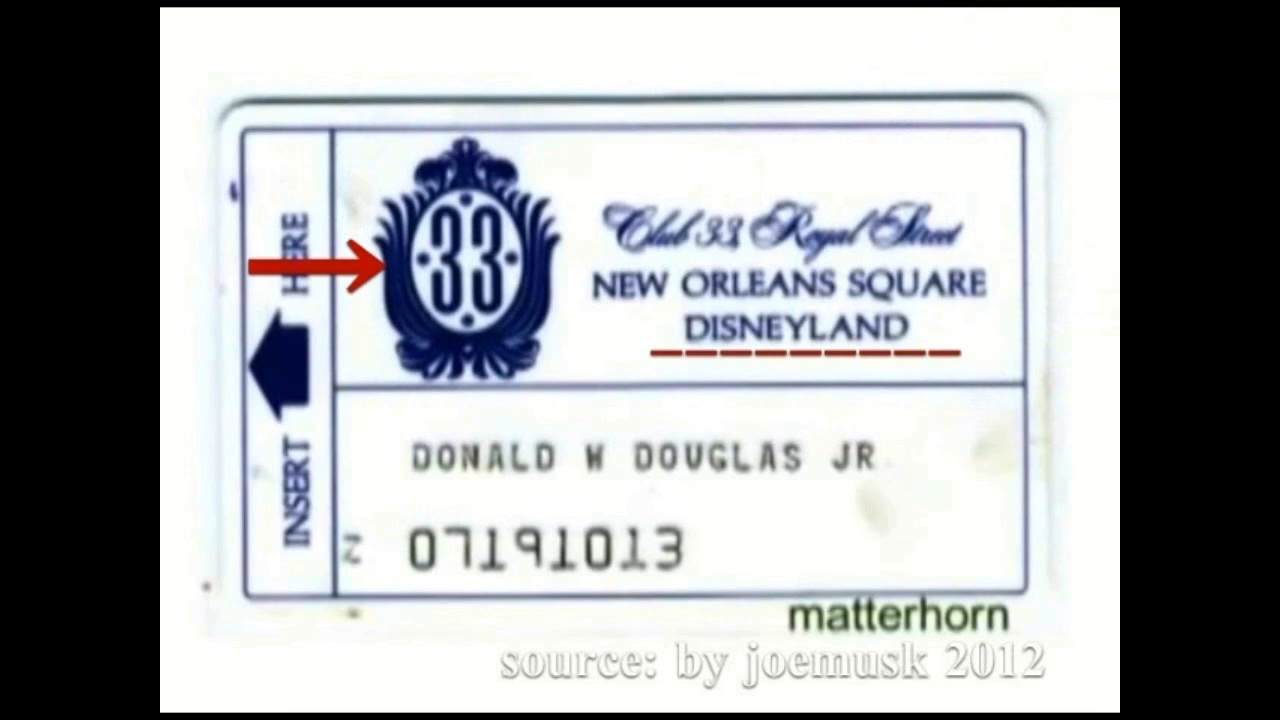 INSERT HERE
33
Club 33, Royal Street
NEW ORLEANS SQUARE
DISNEYLAND
DONALD W DOUGLAS JR
Z
07191013
matterhorn
source: by joemusk 2012